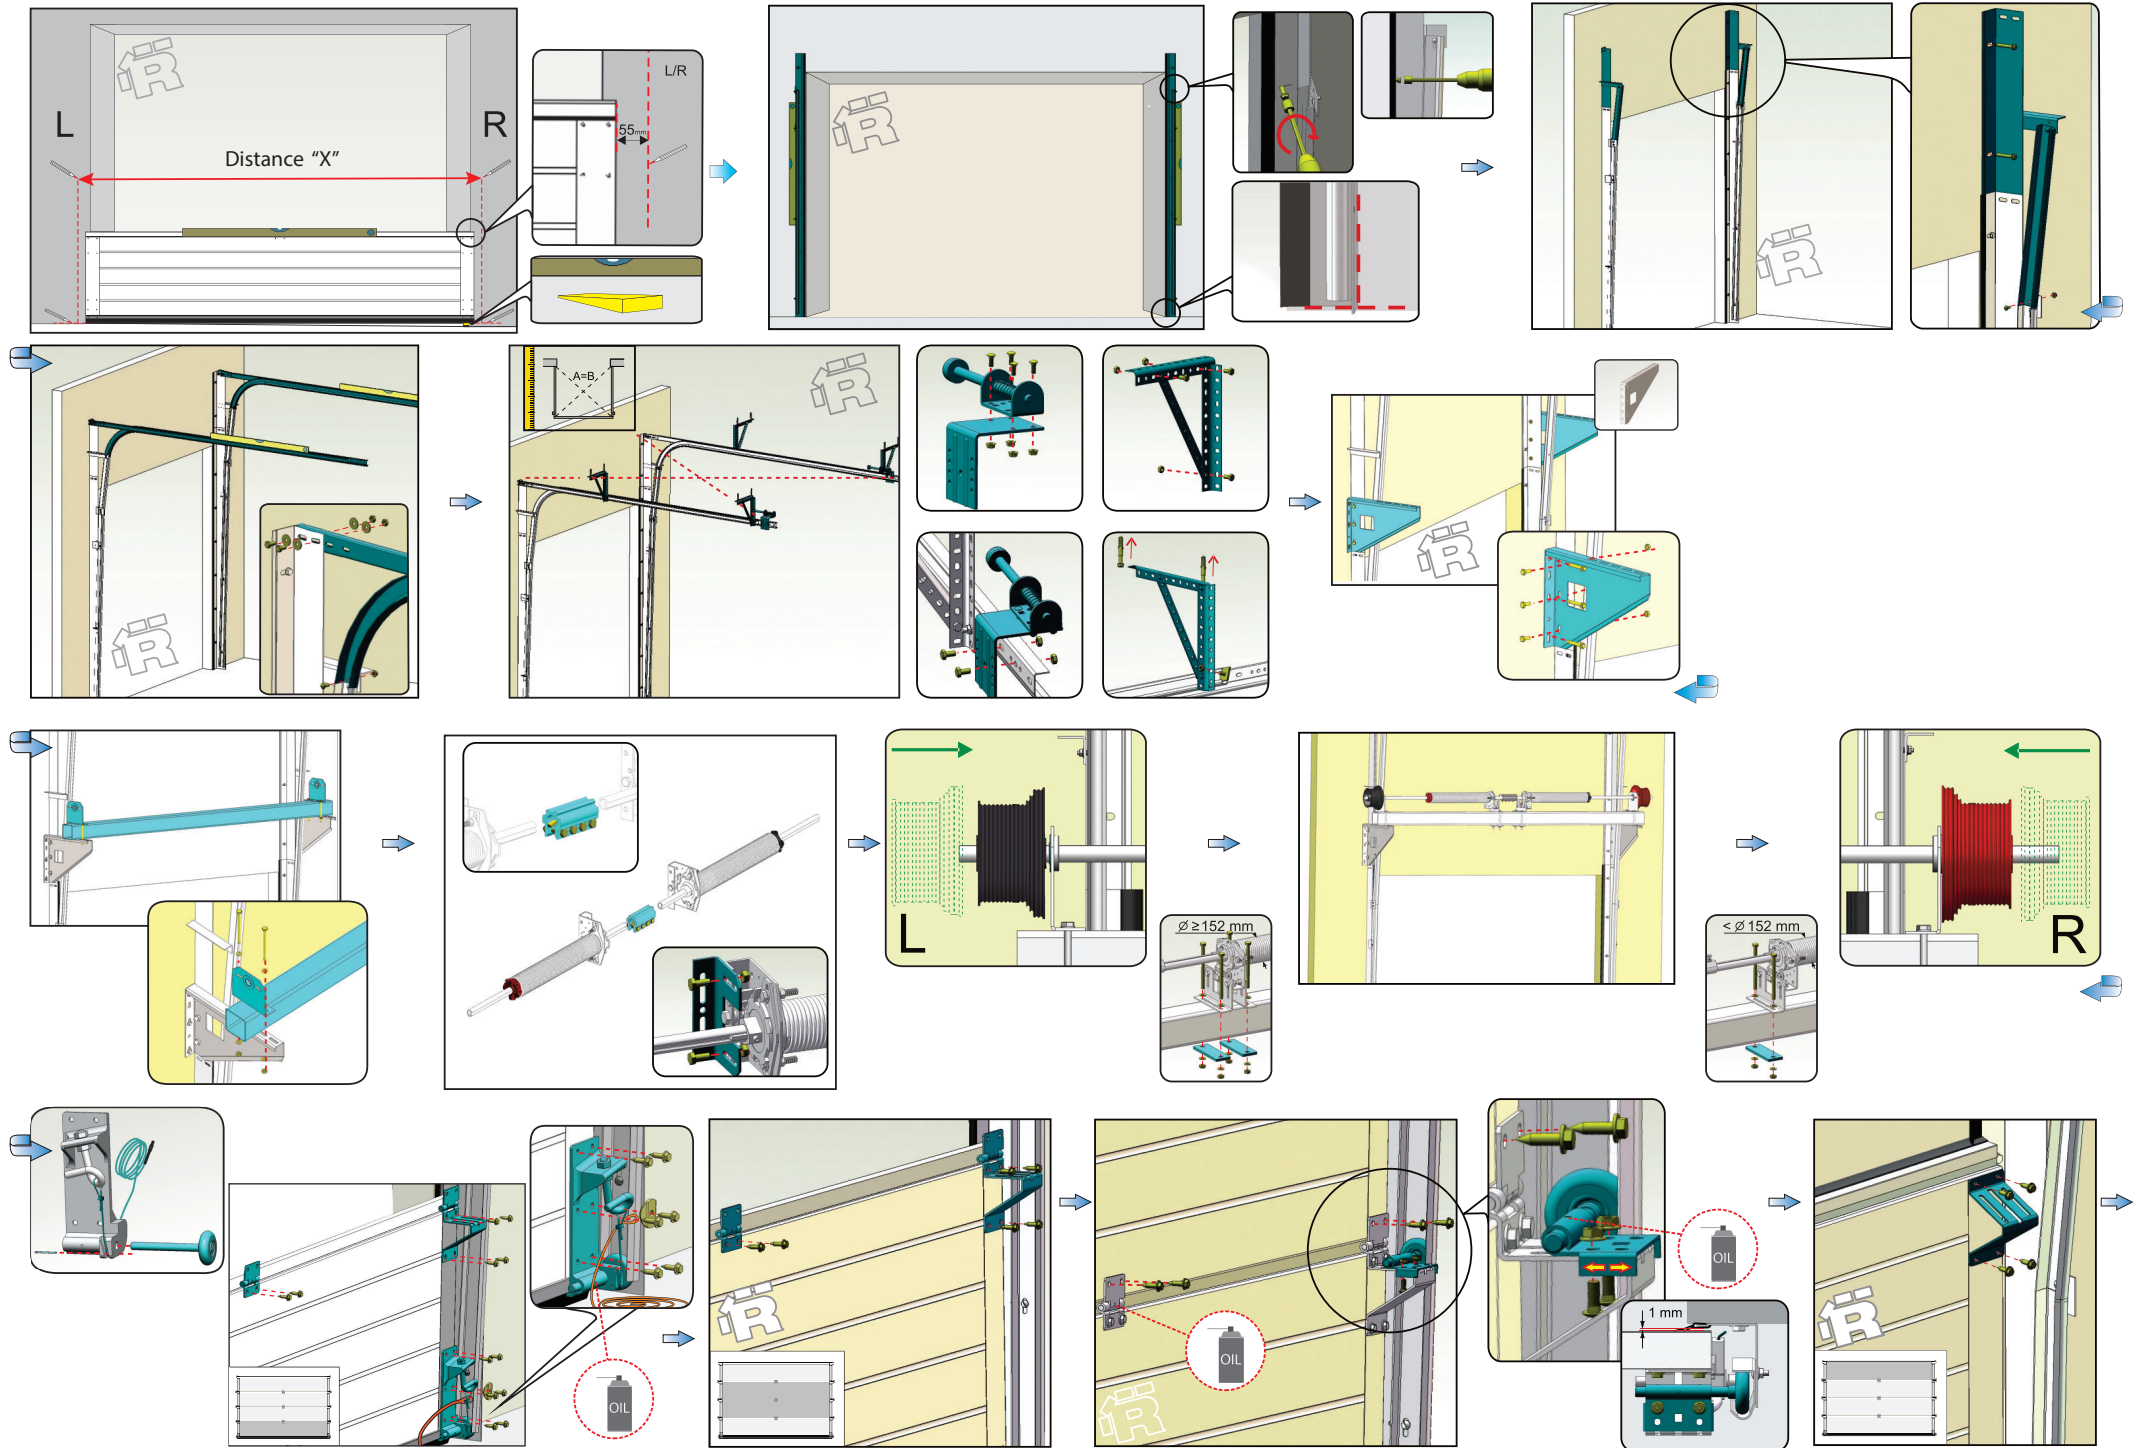 L
R
Distance “X”
L/R
55mm
A=B
L
Ø ≥152 mm
< Ø 152 mm
R
OIL
OIL
OIL
1 mm